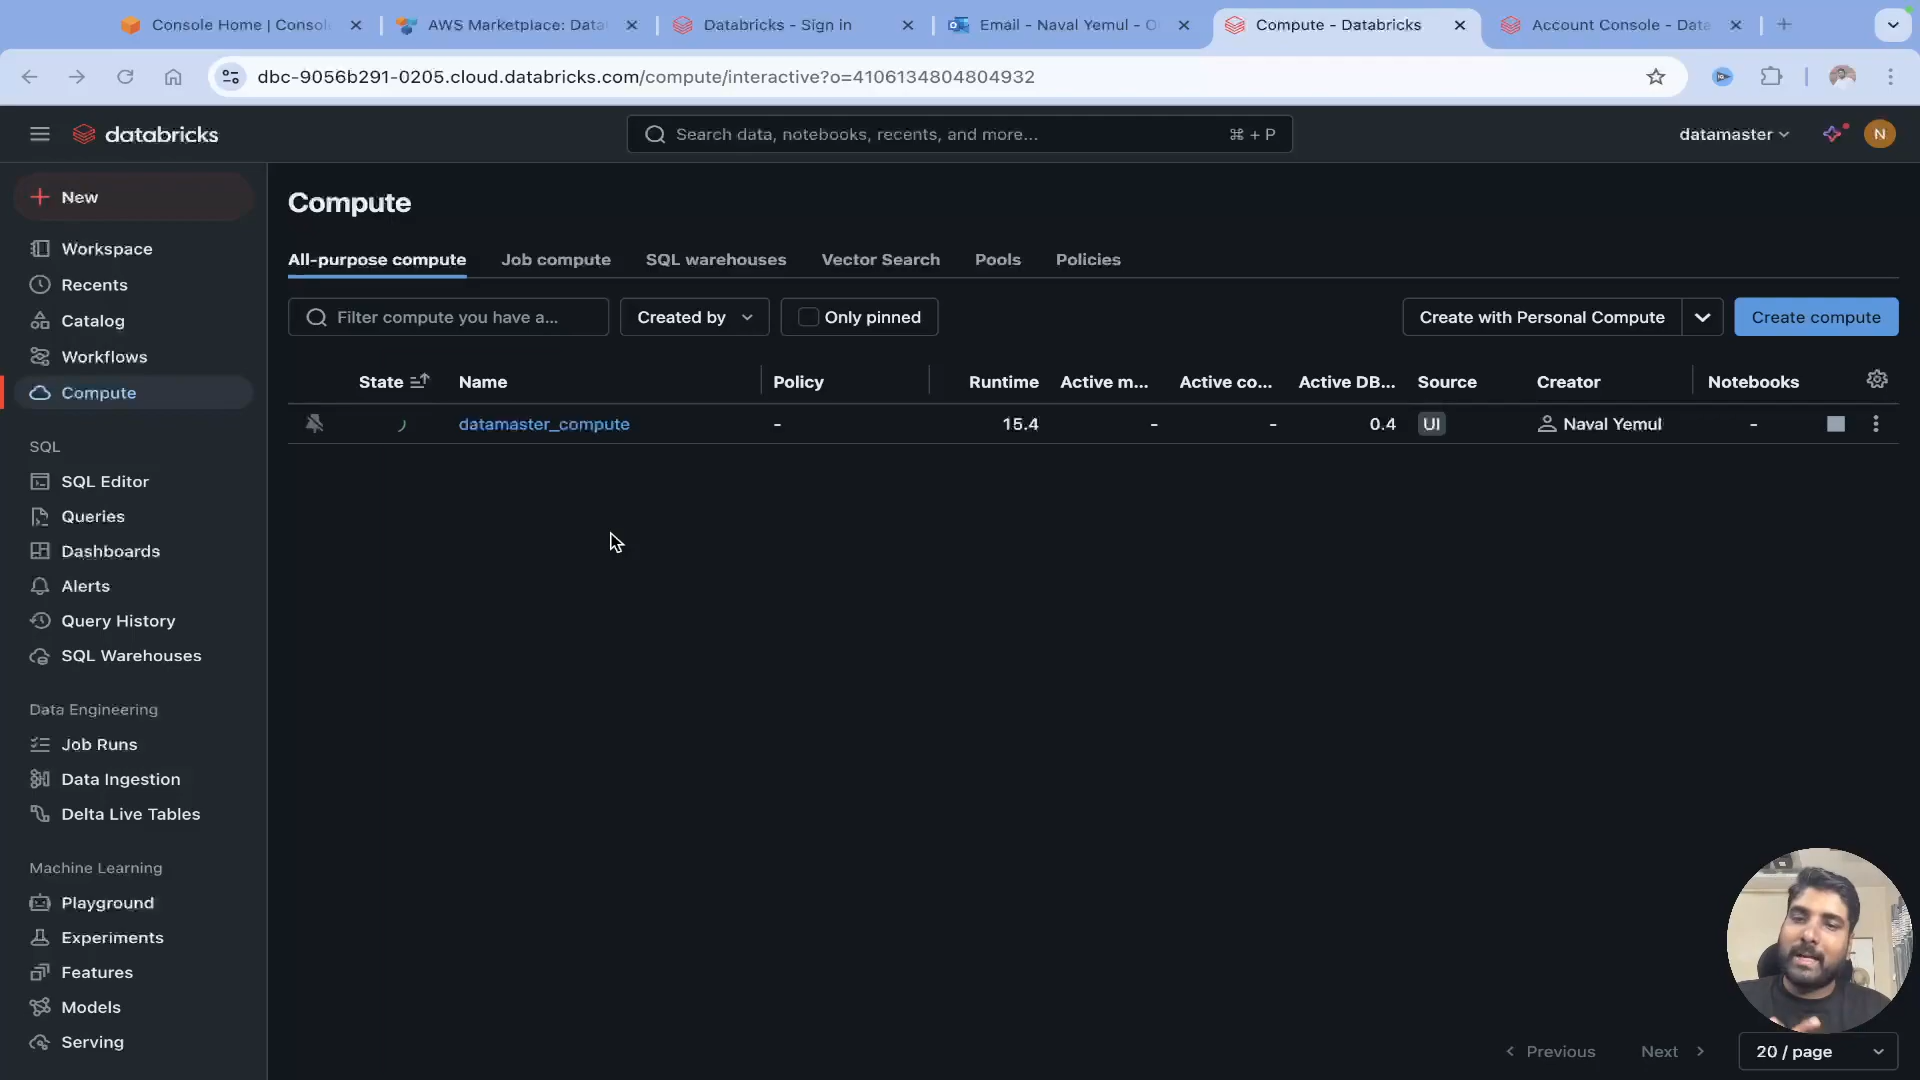 Console Home | Consol
AWS Marketplace: Data
Databricks - Sign in
Email - Naval Yemul - O
Compute - Databricks
Account Console - Data
dbc-9056b291-0205.cloud.databricks.com/compute/interactive?o=4106134804804932
databricks
Search data, notebooks, recents, and more...
⌘ + P
datamaster
N
New
Workspace
Recents
Catalog
Workflows
Compute
SQL
SQL Editor
Queries
Dashboards
Alerts
Query History
SQL Warehouses
Data Engineering
Job Runs
Data Ingestion
Delta Live Tables
Machine Learning
Playground
Experiments
Features
Models
Serving
Compute
All-purpose compute Job compute SQL warehouses Vector Search Pools Policies
Filter compute you have a...
Created by
Only pinned
Create with Personal Compute
Create compute
State Name Policy Runtime Active m... Active co... Active DB... Source Creator Notebooks
datamaster_compute - 15.4 - - 0.4 UI Naval Yemul -
Previous
Next
20 / page